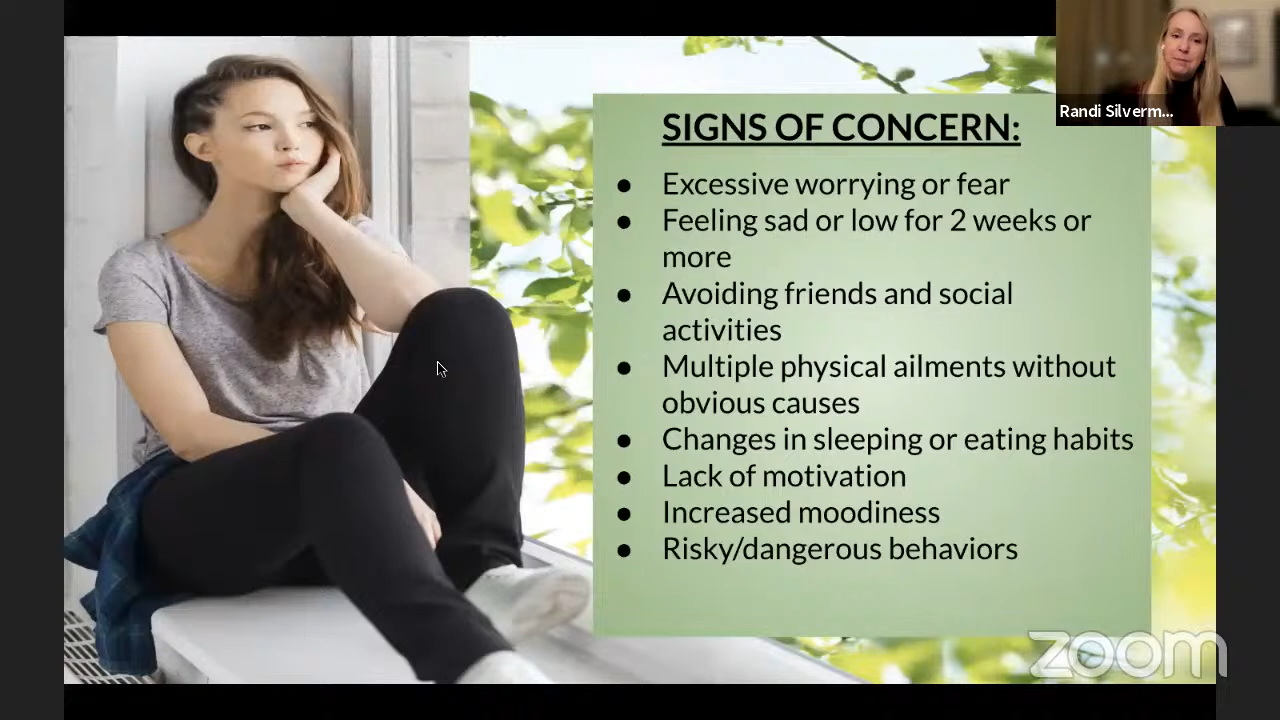 SIGNS OF CONCERN:
● Excessive worrying or fear
● Feeling sad or low for 2 weeks or
more
● Avoiding friends and social
activities
● Multiple physical ailments without
obvious causes
● Changes in sleeping or eating habits
● Lack of motivation
● Increased moodiness
● Risky/dangerous behaviors
Randi Silverm...
zoom